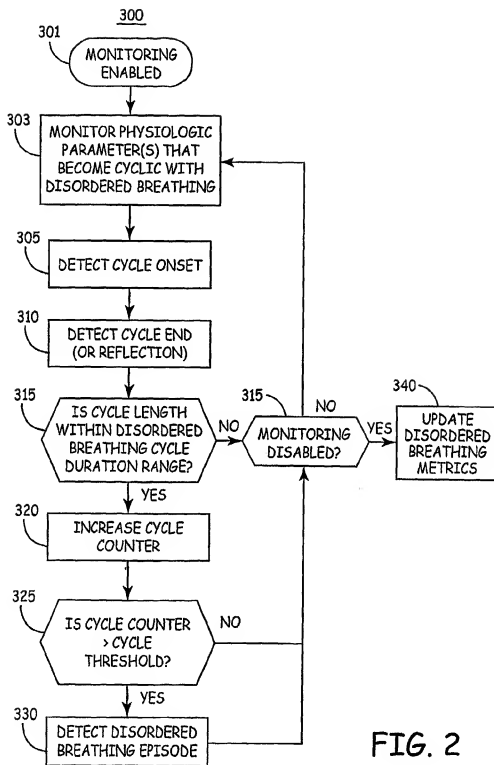 300
301
MONITORING
ENABLED
303
MONITOR PHYSIOLOGIC
PARAMETER(S) THAT
BECOME CYCLIC WITH
DISORDERED BREATHING
305
DETECT CYCLE ONSET
310
DETECT CYCLE END
(OR REFLECTION)
315
IS CYCLE LENGTH
WITHIN DISORDERED
BREATHING CYCLE
DURATION RANGE?
NO
YES
315
MONITORING
DISABLED?
NO
YES
340
UPDATE
DISORDERED
BREATHING
METRICS
320
INCREASE CYCLE
COUNTER
325
IS CYCLE COUNTER
> CYCLE
THRESHOLD?
NO
YES
330
DETECT DISORDERED
BREATHING EPISODE
FIG. 2